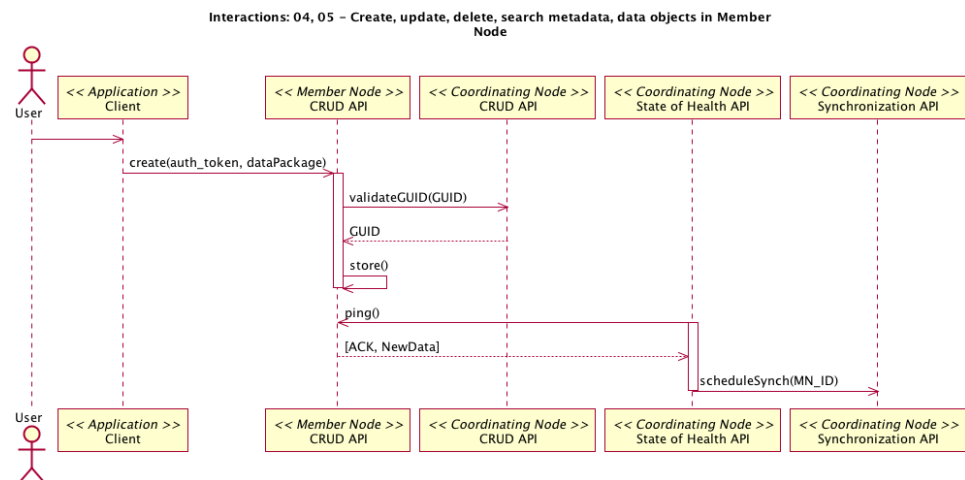 Interactions: 04, 05 – Create, update, delete, search metadata, data objects in Member
Node
User
<< Application >>
Client
<< Member Node >>
CRUD API
<< Coordinating Node >>
CRUD API
<< Coordinating Node >>
State of Health API
<< Coordinating Node >>
Synchronization API
create(auth_token, dataPackage)
validateGUID(GUID)
GUID
store()
ping()
[ACK, NewData]
scheduleSynch(MN_ID)
User
<< Application >>
Client
<< Member Node >>
CRUD API
<< Coordinating Node >>
CRUD API
<< Coordinating Node >>
State of Health API
<< Coordinating Node >>
Synchronization API